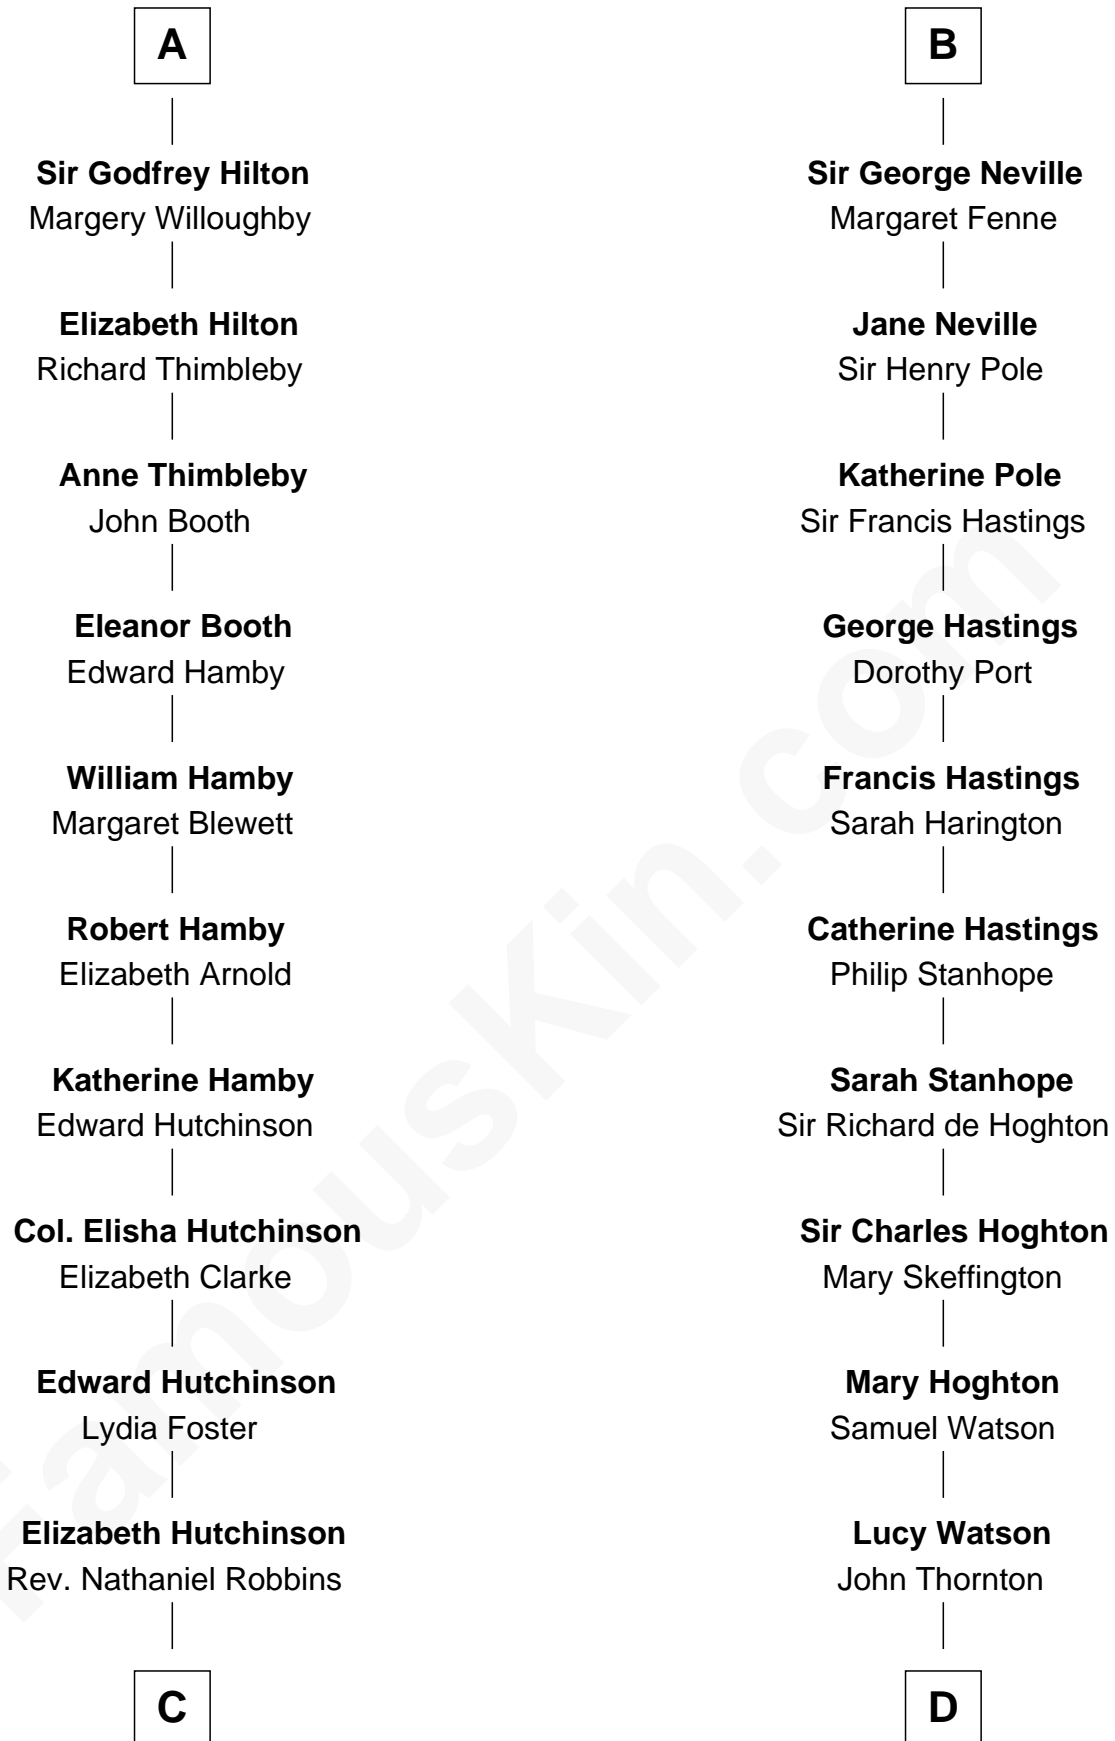 A
Sir Godfrey Hilton
Margery Willoughby
Elizabeth Hilton
Richard Thimbleby
Anne Thimbleby
John Booth
Eleanor Booth
Edward Hamby
William Hamby
Margaret Blewett
Robert Hamby
Elizabeth Arnold
Katherine Hamby
Edward Hutchinson
Col. Elisha Hutchinson
Elizabeth Clarke
Edward Hutchinson
Lydia Foster
Elizabeth Hutchinson
Rev. Nathaniel Robbins
C
B
Sir George Neville
Margaret Fenne
Jane Neville
Sir Henry Pole
Katherine Pole
Sir Francis Hastings
George Hastings
Dorothy Port
Francis Hastings
Sarah Harington
Catherine Hastings
Philip Stanhope
Sarah Stanhope
Sir Richard de Hoghton
Sir Charles Hoghton
Mary Skeffington
Mary Hoghton
Samuel Watson
Lucy Watson
John Thornton
D
FamousKin.com